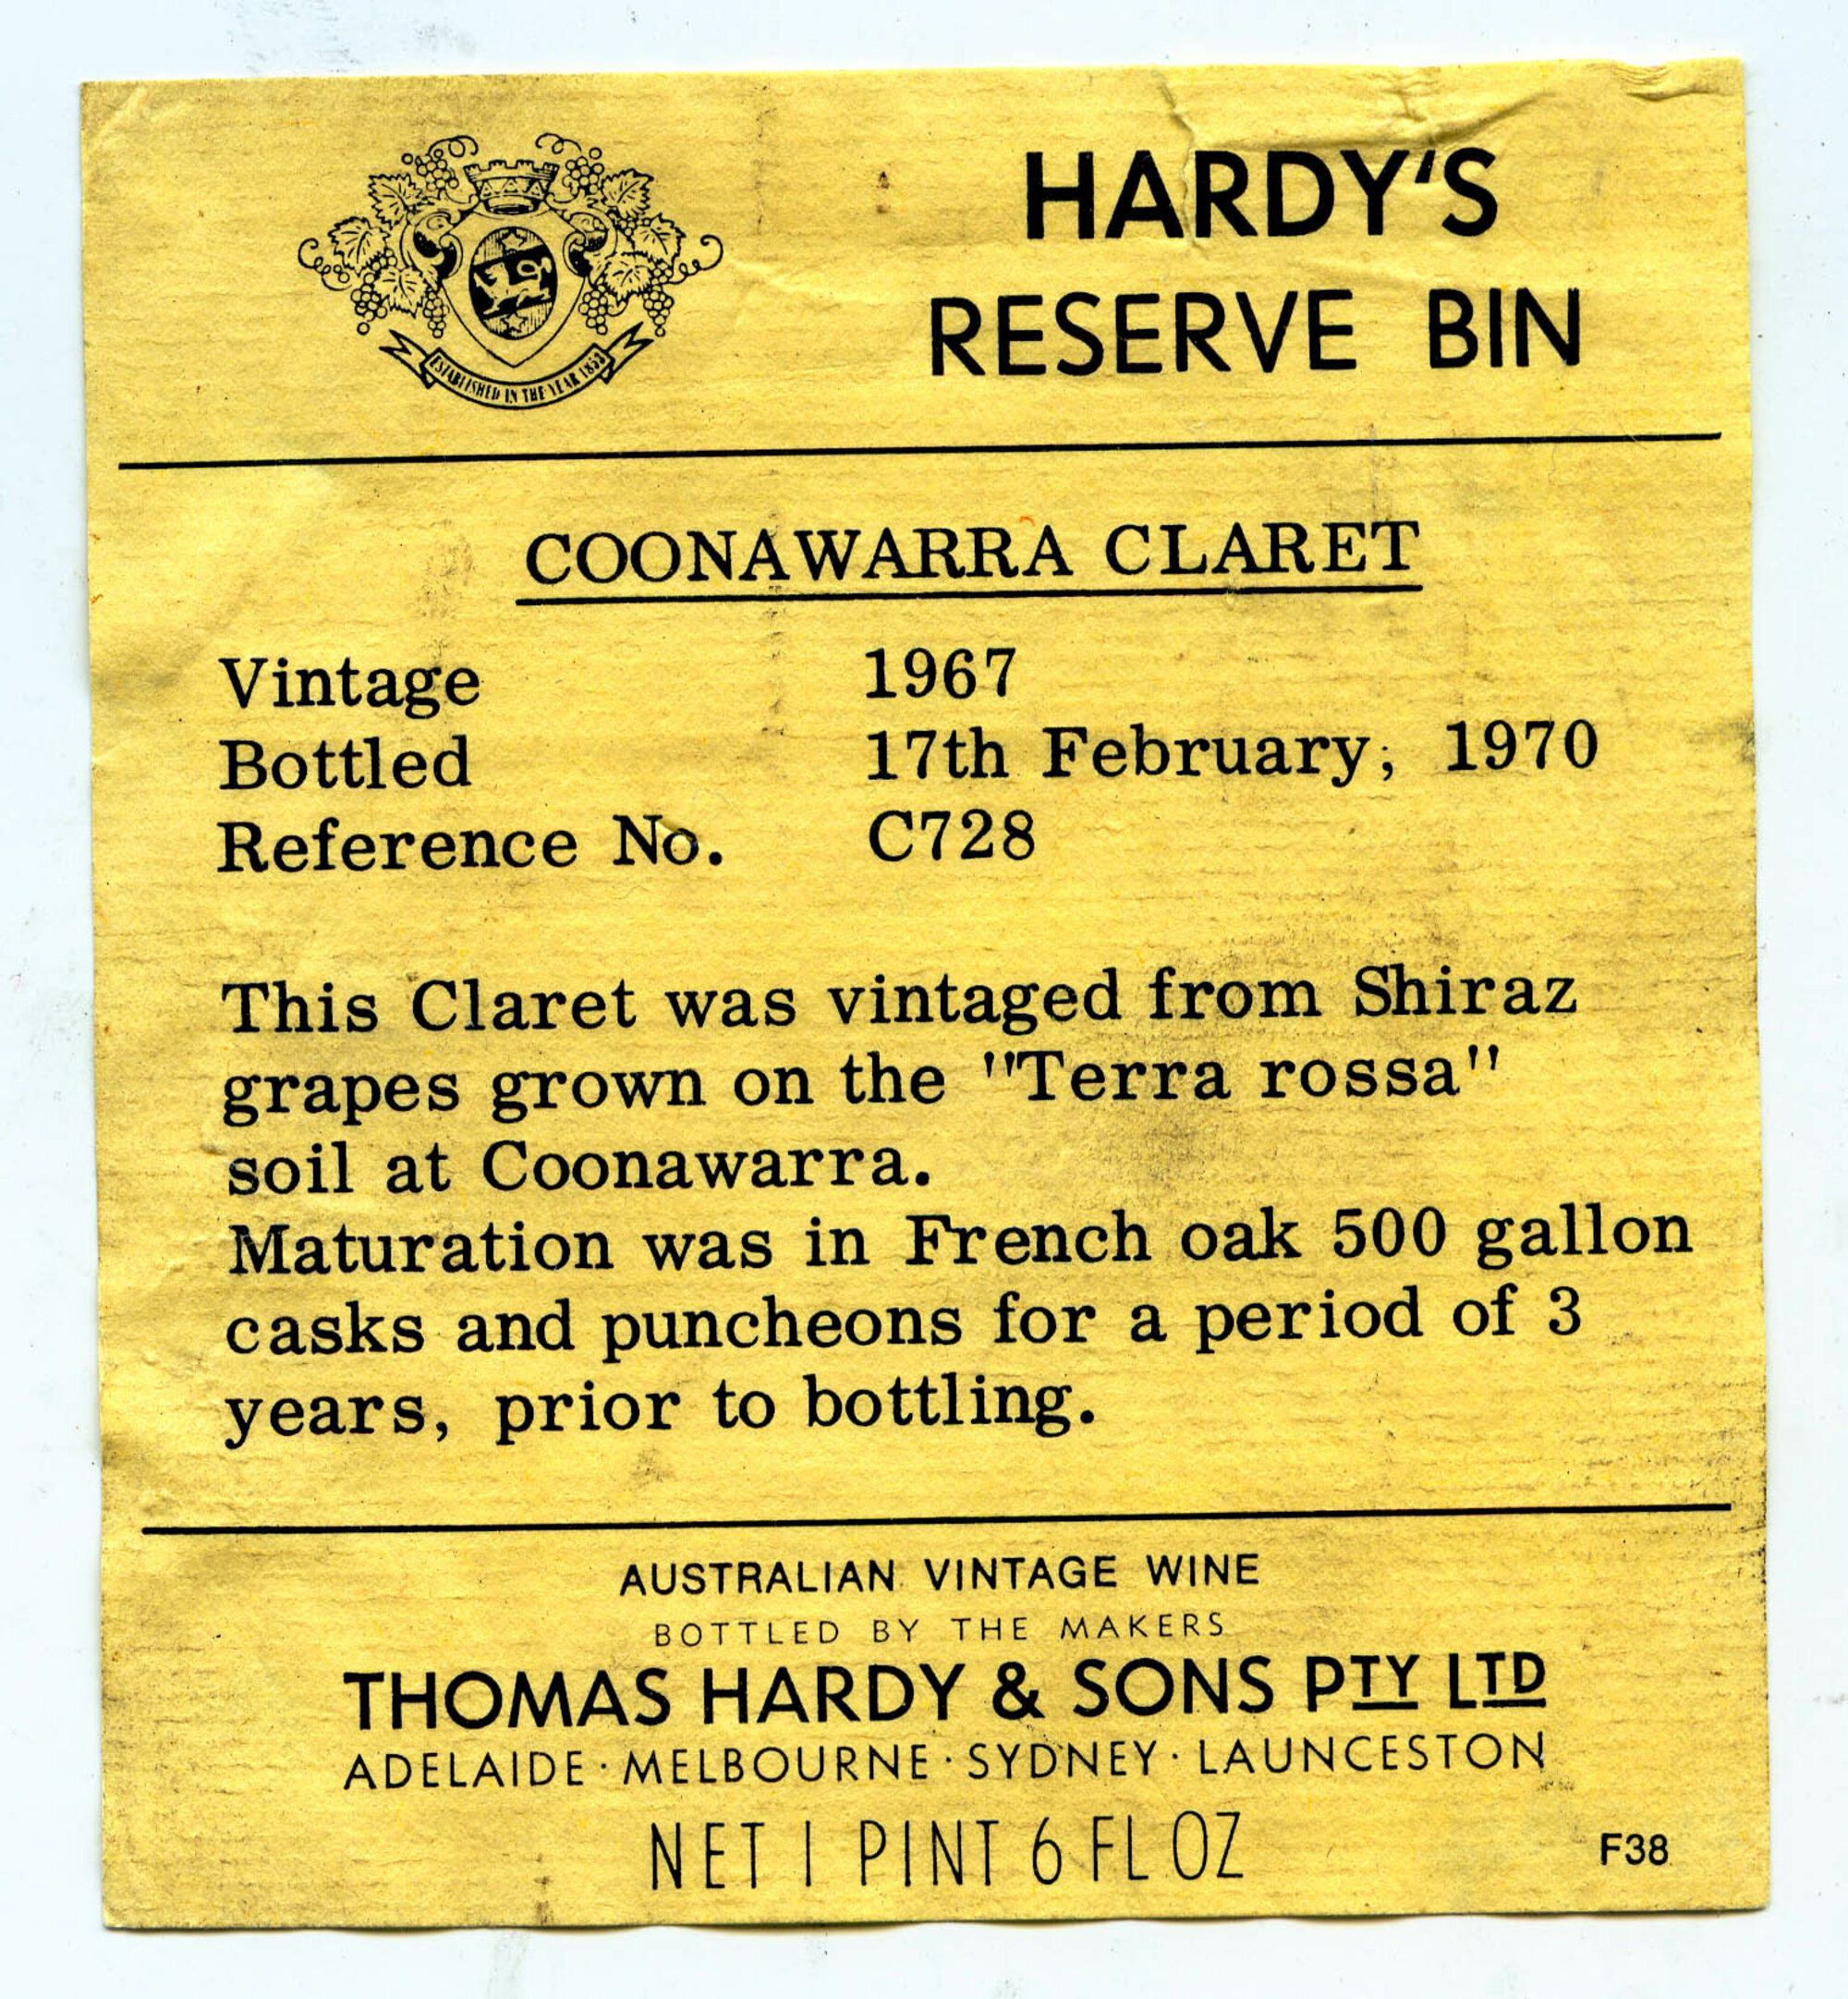 HARDY'S
RESERVE BIN
ESTABLISHED IN THE YEAR 1853
COONAWARRA CLARET
Vintage 1967
Bottled 17th February, 1970
Reference No. C728
This Claret was vintaged from Shiraz
grapes grown on the "Terra rossa"
soil at Coonawarra.
Maturation was in French oak 500 gallon
casks and puncheons for a period of 3
years, prior to bottling.
AUSTRALIAN VINTAGE WINE
BOTTLED BY THE MAKERS
THOMAS HARDY & SONS PTY LTD
ADELAIDE · MELBOURNE · SYDNEY · LAUNCESTON
NET 1 PINT 6 FL OZ
F38